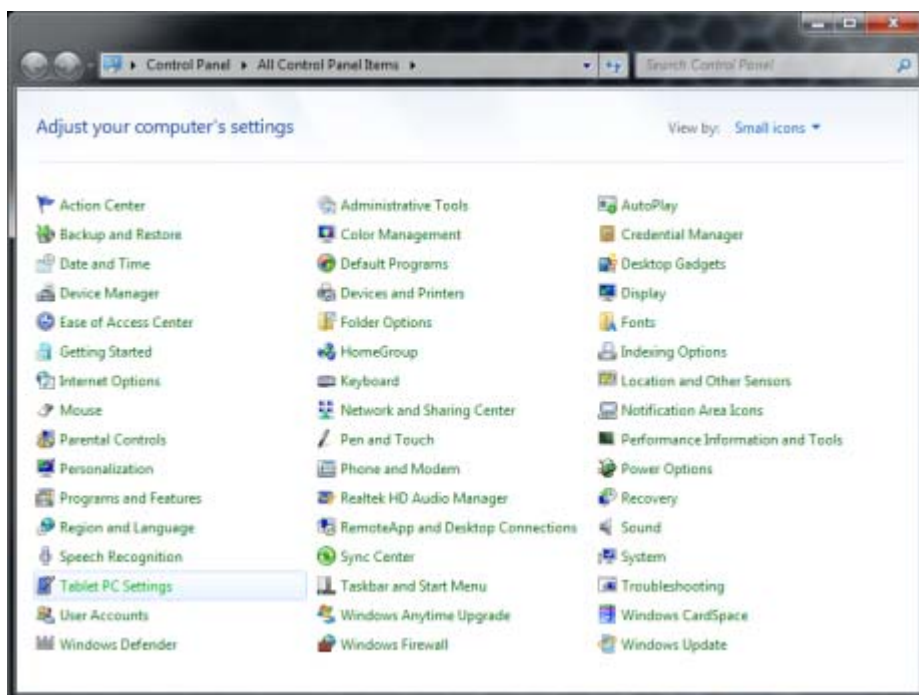 Control Panel All Control Panel Items Search Control Panel
Adjust your computer's settings View by: Small icons
Action Center Administrative Tools AutoPlay
Backup and Restore Color Management Credential Manager
Date and Time Default Programs Desktop Gadgets
Device Manager Devices and Printers Display
Ease of Access Center Folder Options Fonts
Getting Started HomeGroup Indexing Options
Internet Options Keyboard Location and Other Sensors
Mouse Network and Sharing Center Notification Area Icons
Parental Controls Pen and Touch Performance Information and Tools
Personalization Phone and Modem Power Options
Programs and Features Realtek HD Audio Manager Recovery
Region and Language RemoteApp and Desktop Connections Sound
Speech Recognition Sync Center System
Tablet PC Settings Taskbar and Start Menu Troubleshooting
User Accounts Windows Anytime Upgrade Windows CardSpace
Windows Defender Windows Firewall Windows Update